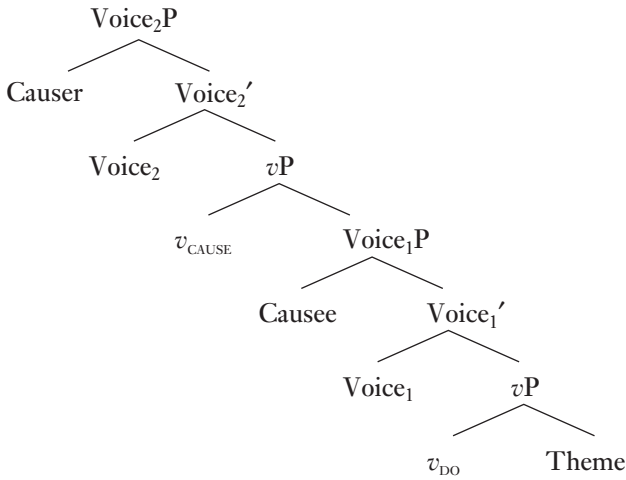 Voice₂P
Causer Voice₂′
Voice₂ vP
v_CAUSE Voice₁P
Causee Voice₁′
Voice₁ vP
v_DO Theme